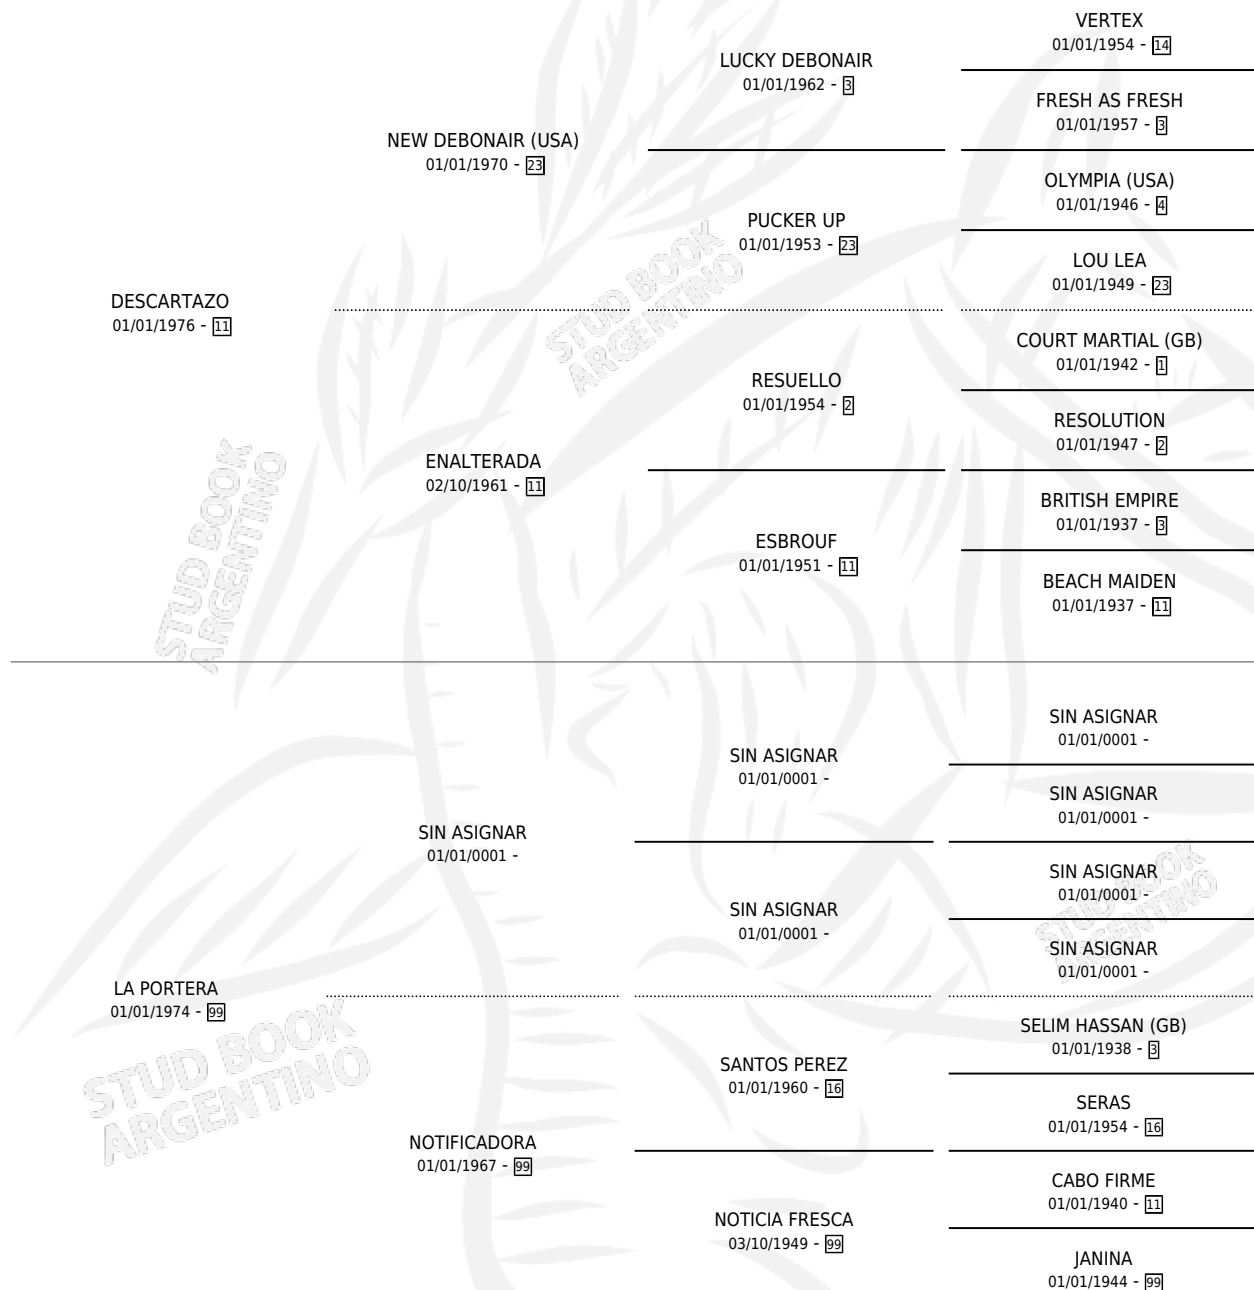 VERTEX
01/01/1954 - 14
LUCKY DEBONAIR
01/01/1962 - 3
FRESH AS FRESH
01/01/1957 - 3
NEW DEBONAIR (USA)
01/01/1970 - 23
OLYMPIA (USA)
01/01/1946 - 4
PUCKER UP
01/01/1953 - 23
LOU LEA
01/01/1949 - 23
DESCARTAZO
01/01/1976 - 11
COURT MARTIAL (GB)
01/01/1942 - 1
RESUELLO
01/01/1954 - 2
RESOLUTION
01/01/1947 - 2
ENALTERADA
02/10/1961 - 11
BRITISH EMPIRE
01/01/1937 - 3
ESBROUF
01/01/1951 - 11
BEACH MAIDEN
01/01/1937 - 11
STUD BOOK
ARGENTINO
STUD BOOK
ARGENTINO
SIN ASIGNAR
01/01/0001 -
SIN ASIGNAR
01/01/0001 -
SIN ASIGNAR
01/01/0001 -
SIN ASIGNAR
01/01/0001 -
SIN ASIGNAR
01/01/0001 -
SIN ASIGNAR
01/01/0001 -
SIN ASIGNAR
01/01/0001 -
LA PORTERA
01/01/1974 - 99
SELIM HASSAN (GB)
01/01/1938 - 3
SANTOS PEREZ
01/01/1960 - 16
SERAS
01/01/1954 - 16
NOTIFICADORA
01/01/1967 - 99
CABO FIRME
01/01/1940 - 11
NOTICIA FRESCA
03/10/1949 - 99
JANINA
01/01/1944 - 99
STUD BOOK
ARGENTINO
STUD BOOK
ARGENTINO